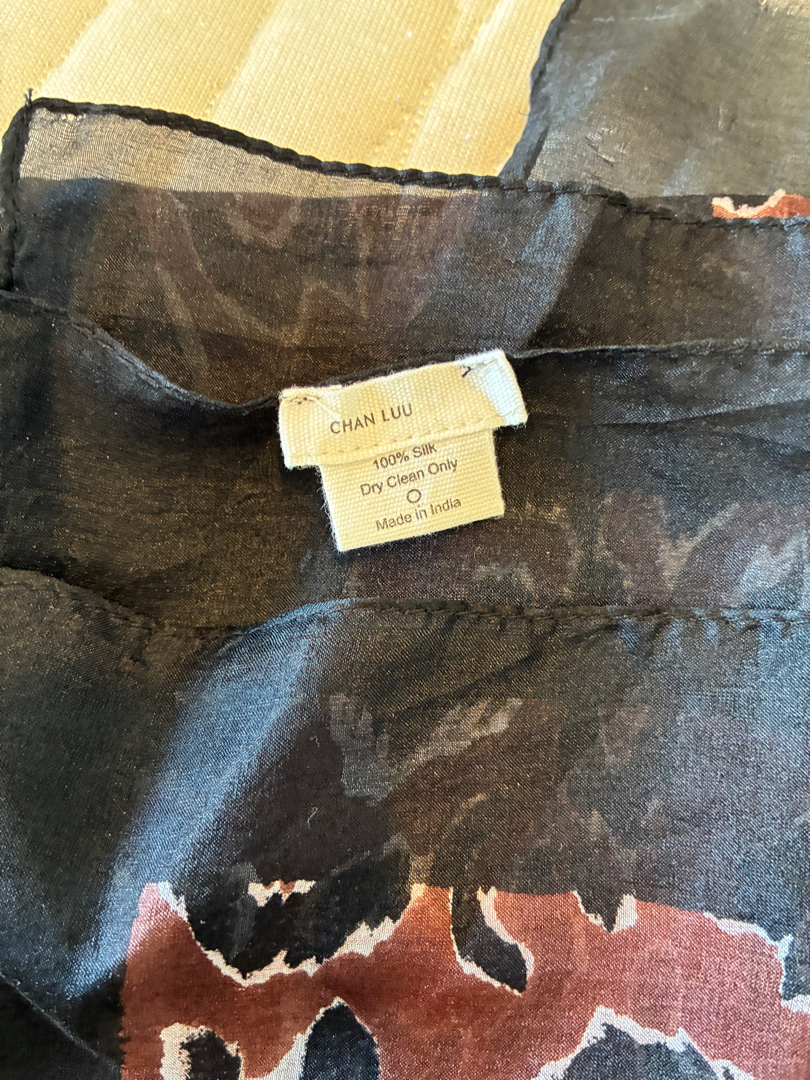 CHAN LUU
100% Silk
Dry Clean Only
Made in India